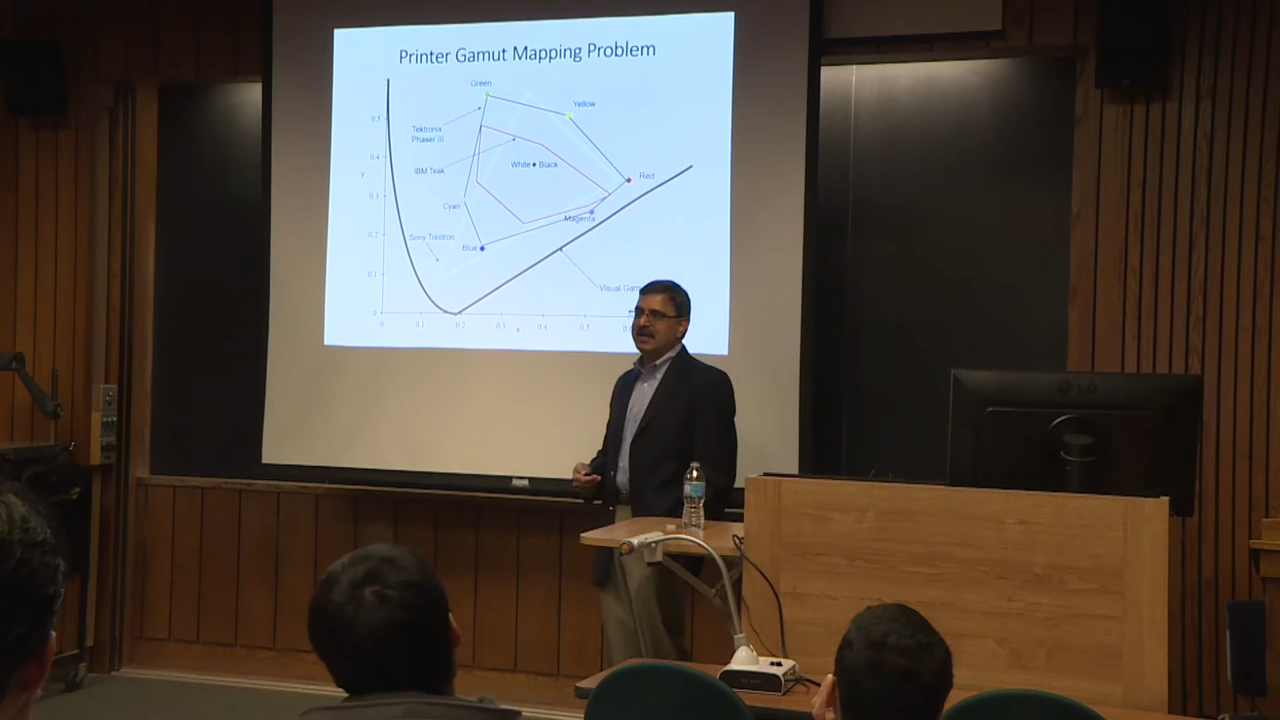 Printer Gamut Mapping Problem
Green
Yellow
0.5
Tektronix
Phaser III
0.4
White
Black
y
IBM Teak
Red
0.3
Cyan
Magenta
0.2
Sony Trinitron
Blue
0.1
Visual Gam
0
0
0.1
0.2
0.3
x
0.4
0.5
LG